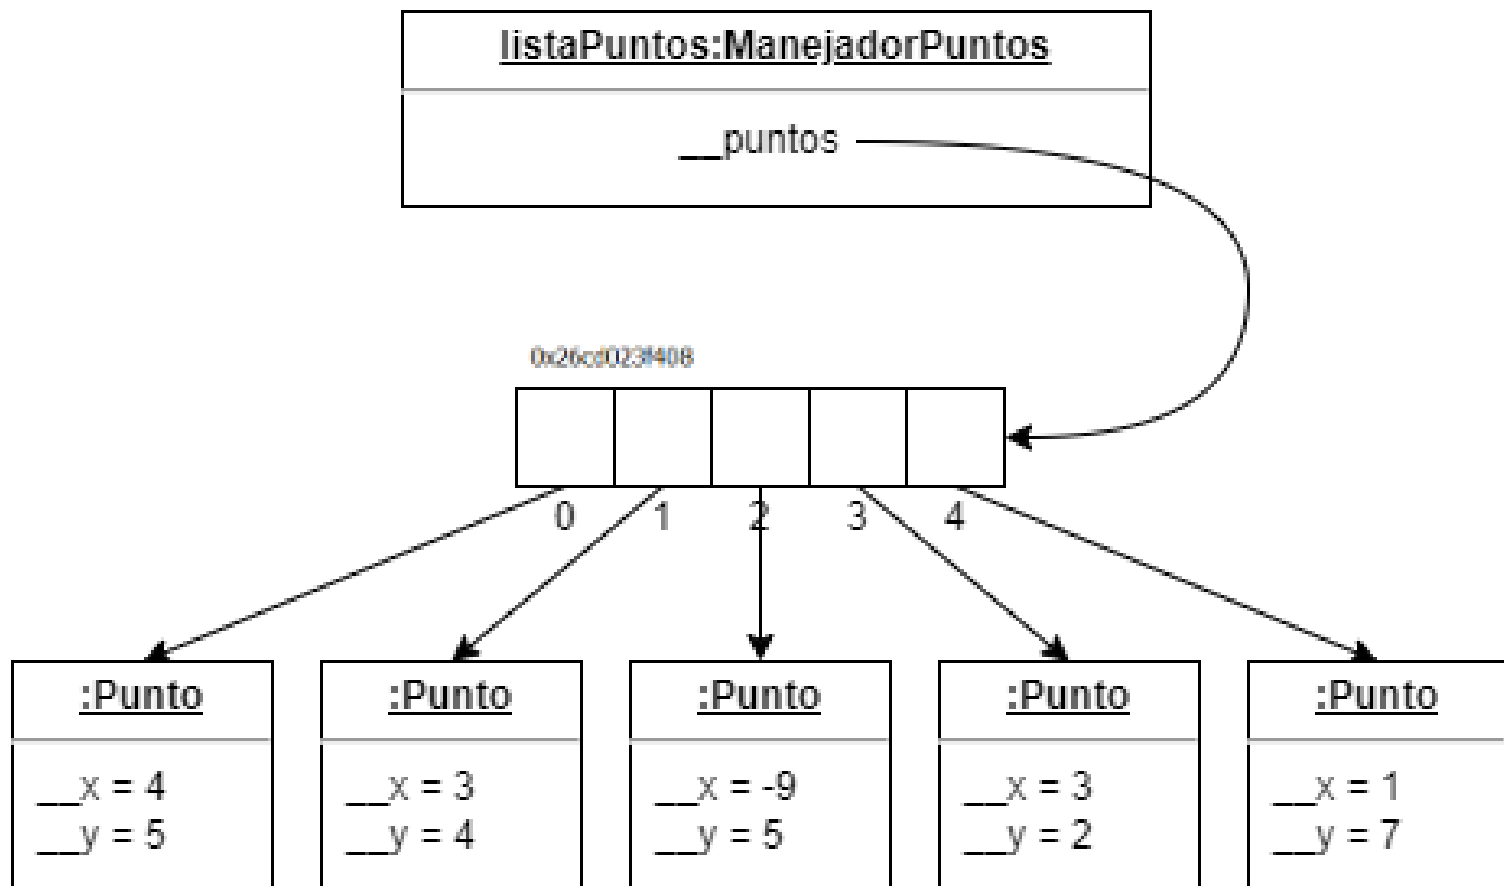 listaPuntos:ManejadorPuntos
__puntos
0x26cd023f408
0 1 2 3 4
:Punto :Punto :Punto :Punto :Punto
__x = 4 __x = 3 __x = -9 __x = 3 __x = 1
__y = 5 __y = 4 __y = 5 __y = 2 __y = 7